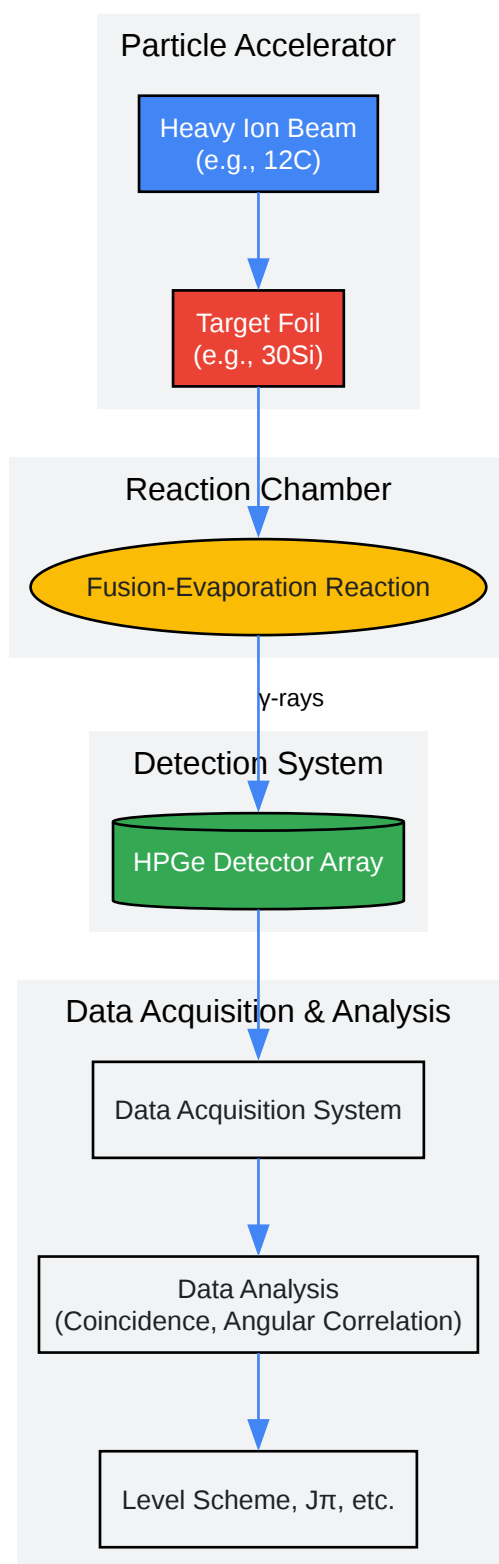 Particle Accelerator
Heavy Ion Beam
(e.g., 12C)
Target Foil
(e.g., 30Si)
Reaction Chamber
Fusion-Evaporation Reaction
γ-rays
Detection System
HPGe Detector Array
Data Acquisition & Analysis
Data Acquisition System
Data Analysis
(Coincidence, Angular Correlation)
Level Scheme, Jπ, etc.